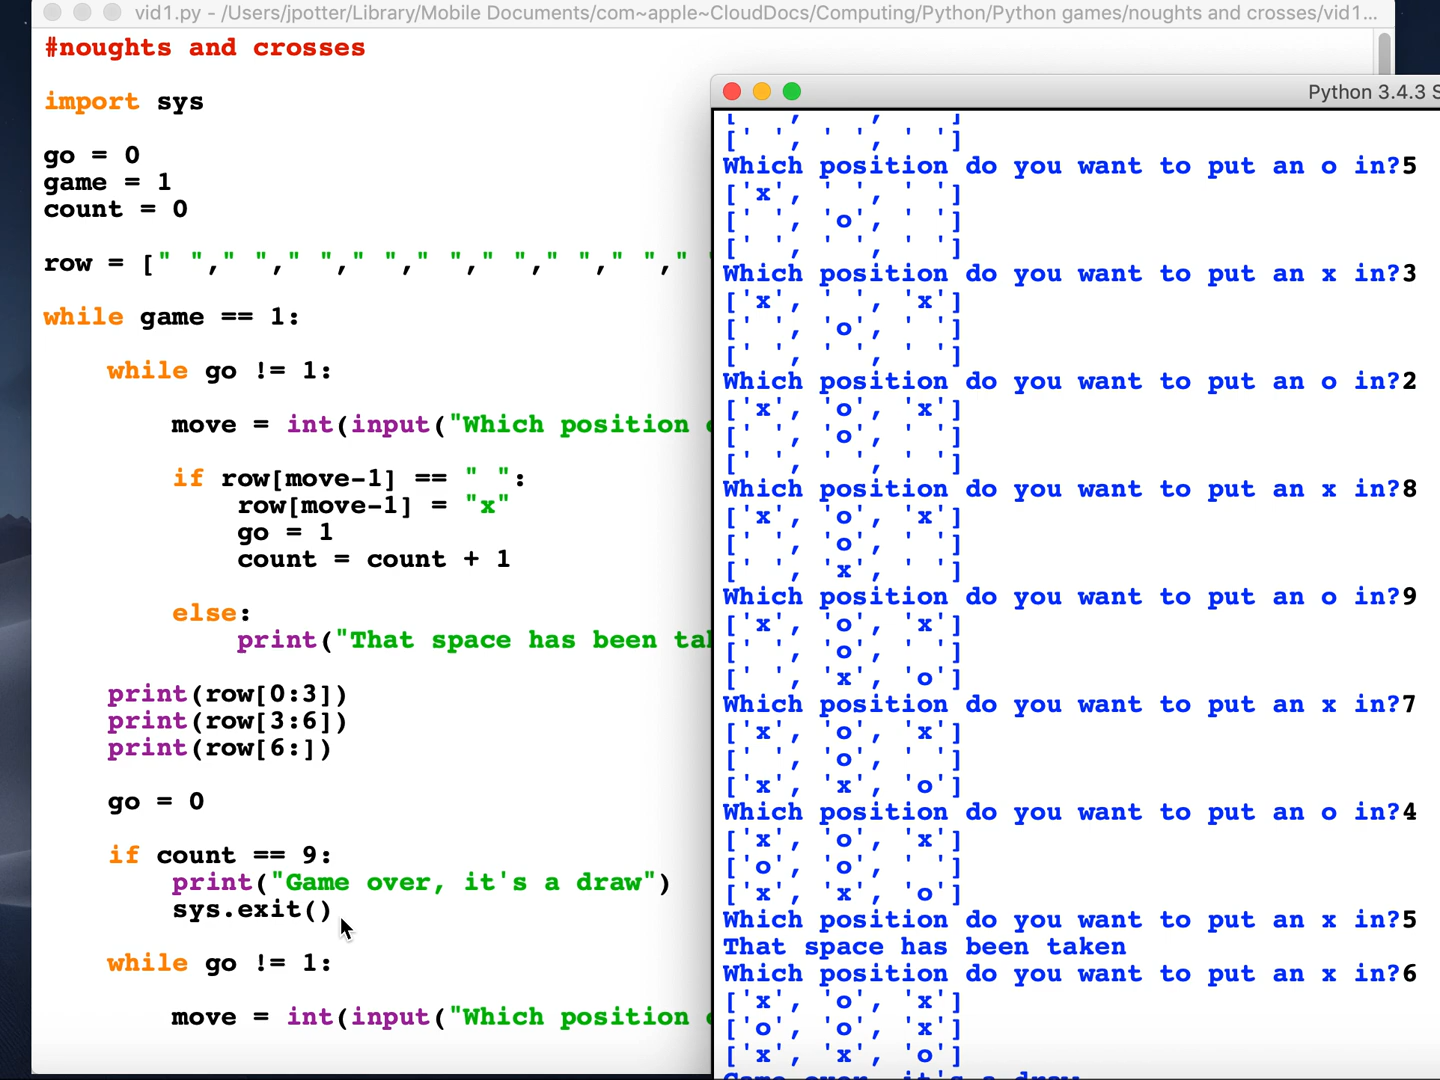 vid1.py - /Users/jpotter/Library/Mobile Documents/com~apple~CloudDocs/Computing/Python/Python games/noughts and crosses/vid1...
#noughts and crosses
import sys
go = 0
game = 1
count = 0
row = [" "," "," "," "," "," "," "," ","
while game == 1:
while go != 1:
move = int(input("Which position
if row[move-1] == " ":
row[move-1] = "x"
go = 1
count = count + 1
else:
print("That space has been tak
print(row[0:3])
print(row[3:6])
print(row[6:])
go = 0
if count == 9:
print("Game over, it's a draw")
sys.exit()
while go != 1:
move = int(input("Which position
Python 3.4.3 S
[' ', ' ', ' ']
[' ', ' ', ' ']
Which position do you want to put an o in?5
['x', ' ', ' ']
[' ', 'o', ' ']
[' ', ' ', ' ']
Which position do you want to put an x in?3
['x', ' ', 'x']
[' ', 'o', ' ']
[' ', ' ', ' ']
Which position do you want to put an o in?2
['x', 'o', 'x']
[' ', 'o', ' ']
[' ', ' ', ' ']
Which position do you want to put an x in?8
['x', 'o', 'x']
[' ', 'o', ' ']
[' ', 'x', ' ']
Which position do you want to put an o in?9
['x', 'o', 'x']
[' ', 'o', ' ']
[' ', 'x', 'o']
Which position do you want to put an x in?7
['x', 'o', 'x']
[' ', 'o', ' ']
['x', 'x', 'o']
Which position do you want to put an o in?4
['x', 'o', 'x']
['o', 'o', ' ']
['x', 'x', 'o']
Which position do you want to put an x in?5
That space has been taken
Which position do you want to put an x in?6
['x', 'o', 'x']
['o', 'o', 'x']
['x', 'x', 'o']
Game over, it's a draw